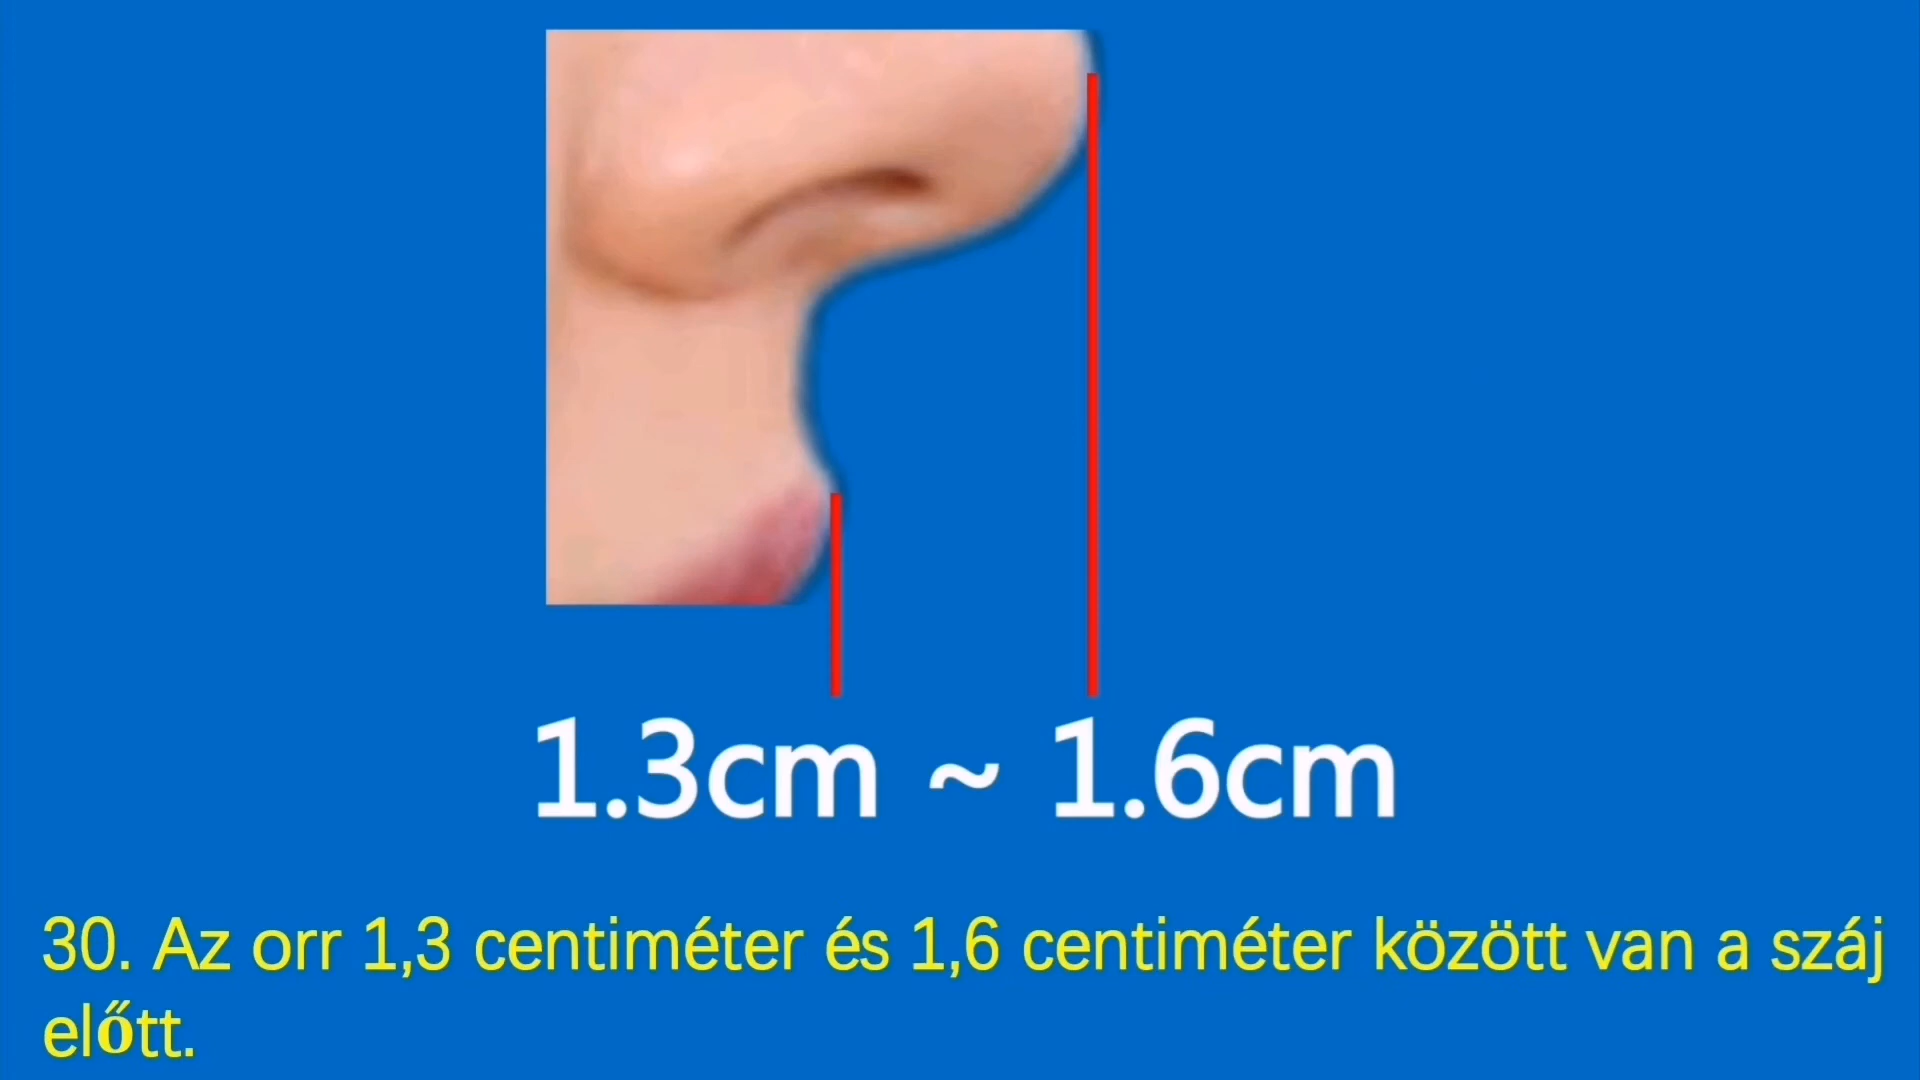 1.3cm ~ 1.6cm
30. Az orr 1,3 centiméter és 1,6 centiméter között van a száj
előtt.